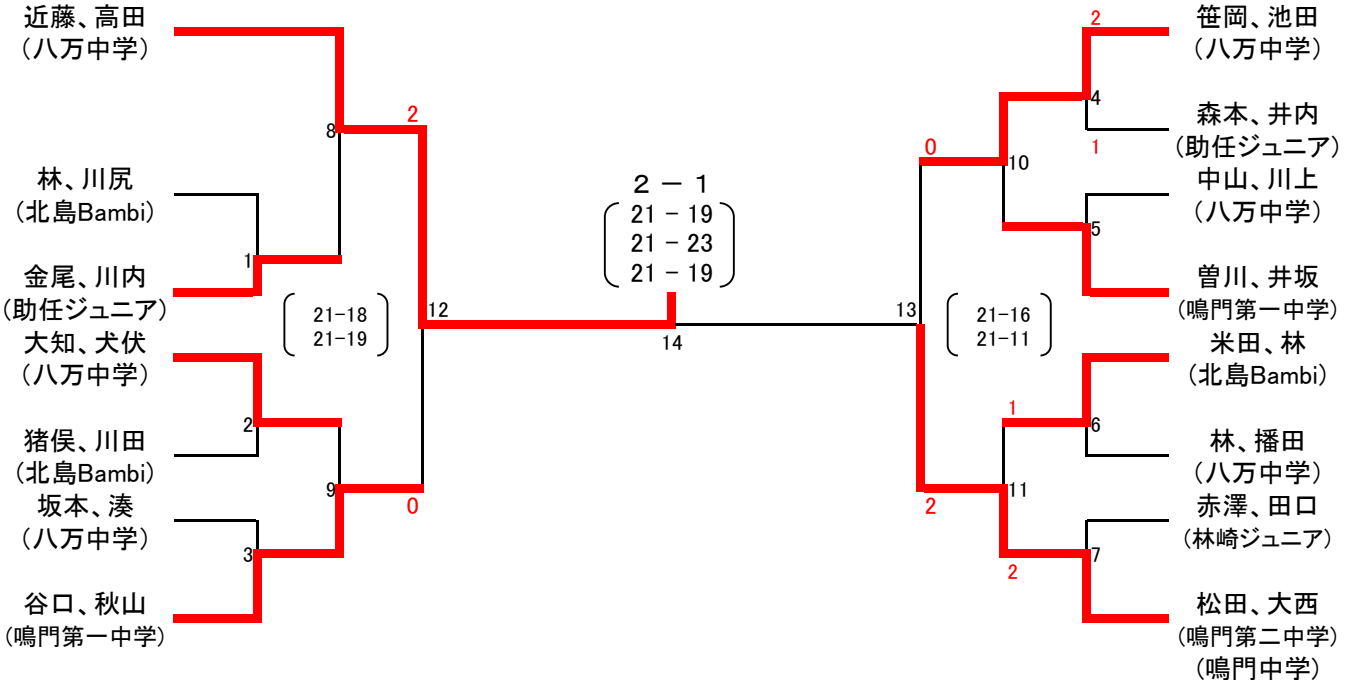 近藤、高田
（八万中学）
林、川尻
（北島Bambi）
金尾、川内
（助任ジュニア）
大知、犬伏
（八万中学）
猪俣、川田
（北島Bambi）
坂本、湊
（八万中学）
谷口、秋山
（鳴門第一中学）
8
1
2
9
3
2
12
0
21-18
21-19
2 － 1
21 - 19
21 - 23
21 - 19
14
13
0
2
21-16
21-11
10
11
1
2
2
4
1
5
6
7
笹岡、池田
（八万中学）
森本、井内
（助任ジュニア）
中山、川上
（八万中学）
曽川、井坂
（鳴門第一中学）
米田、林
（北島Bambi）
林、播田
（八万中学）
赤澤、田口
（林崎ジュニア）
松田、大西
（鳴門第二中学）
（鳴門中学）